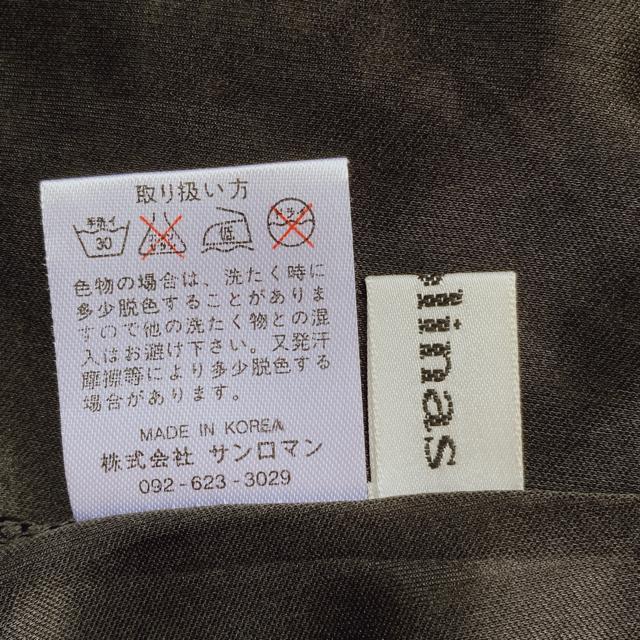 取り扱い方
手洗イ
30
低
色物の場合は、洗たく時に
多少脱色することがありま
すので他の洗たく物との混
入はお避け下さい。又発汗
摩擦等により多少脱色する
場合があります。
MADE IN KOREA
株式会社 サンロマン
092-623-3029
linas